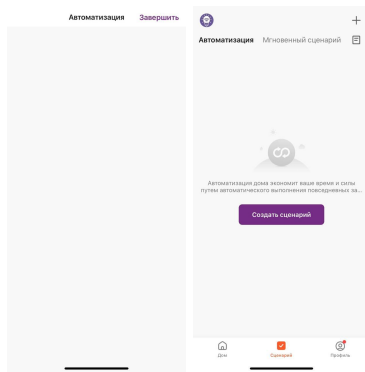 Автоматизация Завершить
Автоматизация Мгновенный сценарий
Автоматизация дома экономит ваше время и силы
путем автоматического выполнения повседневных за...
Создать сценарий
Дом Сценарий Профиль